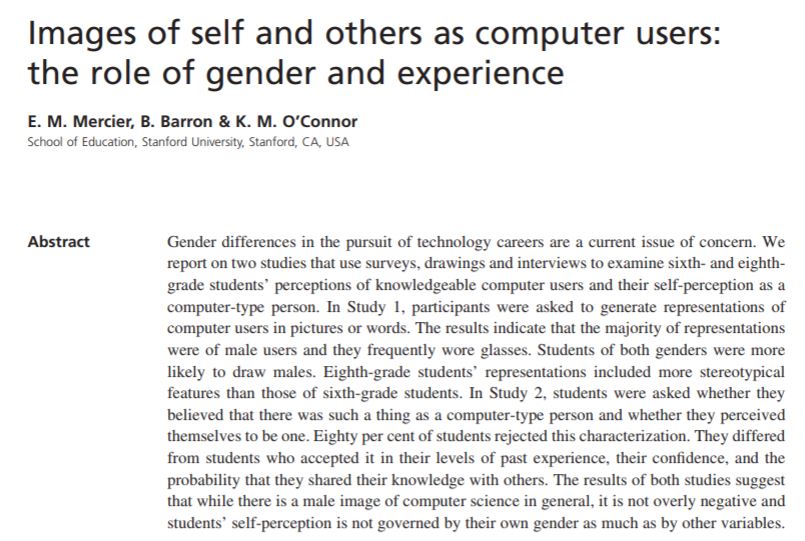 Images of self and others as computer users:
the role of gender and experience
E. M. Mercier, B. Barron & K. M. O'Connor
School of Education, Stanford University, Stanford, CA, USA
Abstract
Gender differences in the pursuit of technology careers are a current issue of concern. We
report on two studies that use surveys, drawings and interviews to examine sixth- and eighth-
grade students' perceptions of knowledgeable computer users and their self-perception as a
computer-type person. In Study 1, participants were asked to generate representations of
computer users in pictures or words. The results indicate that the majority of representations
were of male users and they frequently wore glasses. Students of both genders were more
likely to draw males. Eighth-grade students' representations included more stereotypical
features than those of sixth-grade students. In Study 2, students were asked whether they
believed that there was such a thing as a computer-type person and whether they perceived
themselves to be one. Eighty per cent of students rejected this characterization. They differed
from students who accepted it in their levels of past experience, their confidence, and the
probability that they shared their knowledge with others. The results of both studies suggest
that while there is a male image of computer science in general, it is not overly negative and
students' self-perception is not governed by their own gender as much as by other variables.